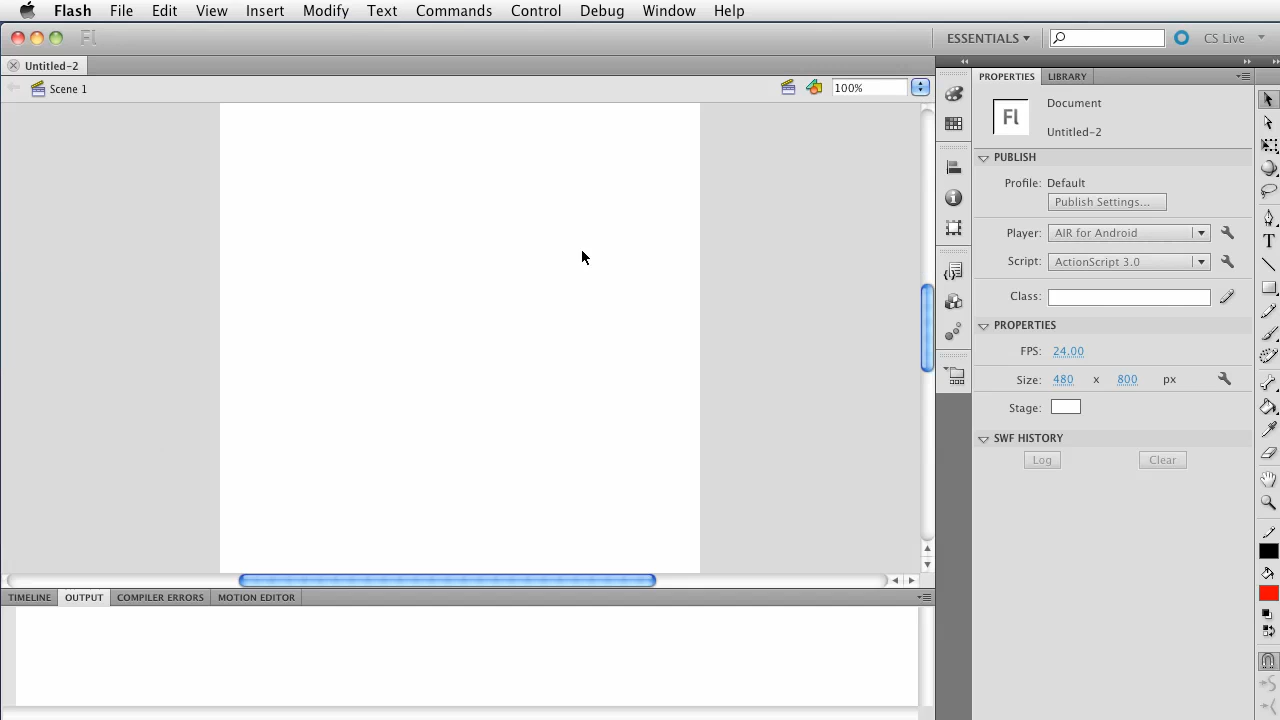 Flash File Edit View Insert Modify Text Commands Control Debug Window Help
Fl ESSENTIALS CS Live
Untitled-2
Scene 1 100%
PROPERTIES LIBRARY
Fl Document
Untitled-2
PUBLISH
Profile: Default
Publish Settings...
Player: AIR for Android
Script: ActionScript 3.0
Class:
PROPERTIES
FPS: 24.00
Size: 480 x 800 px
Stage:
SWF HISTORY
Log Clear
TIMELINE OUTPUT COMPILER ERRORS MOTION EDITOR